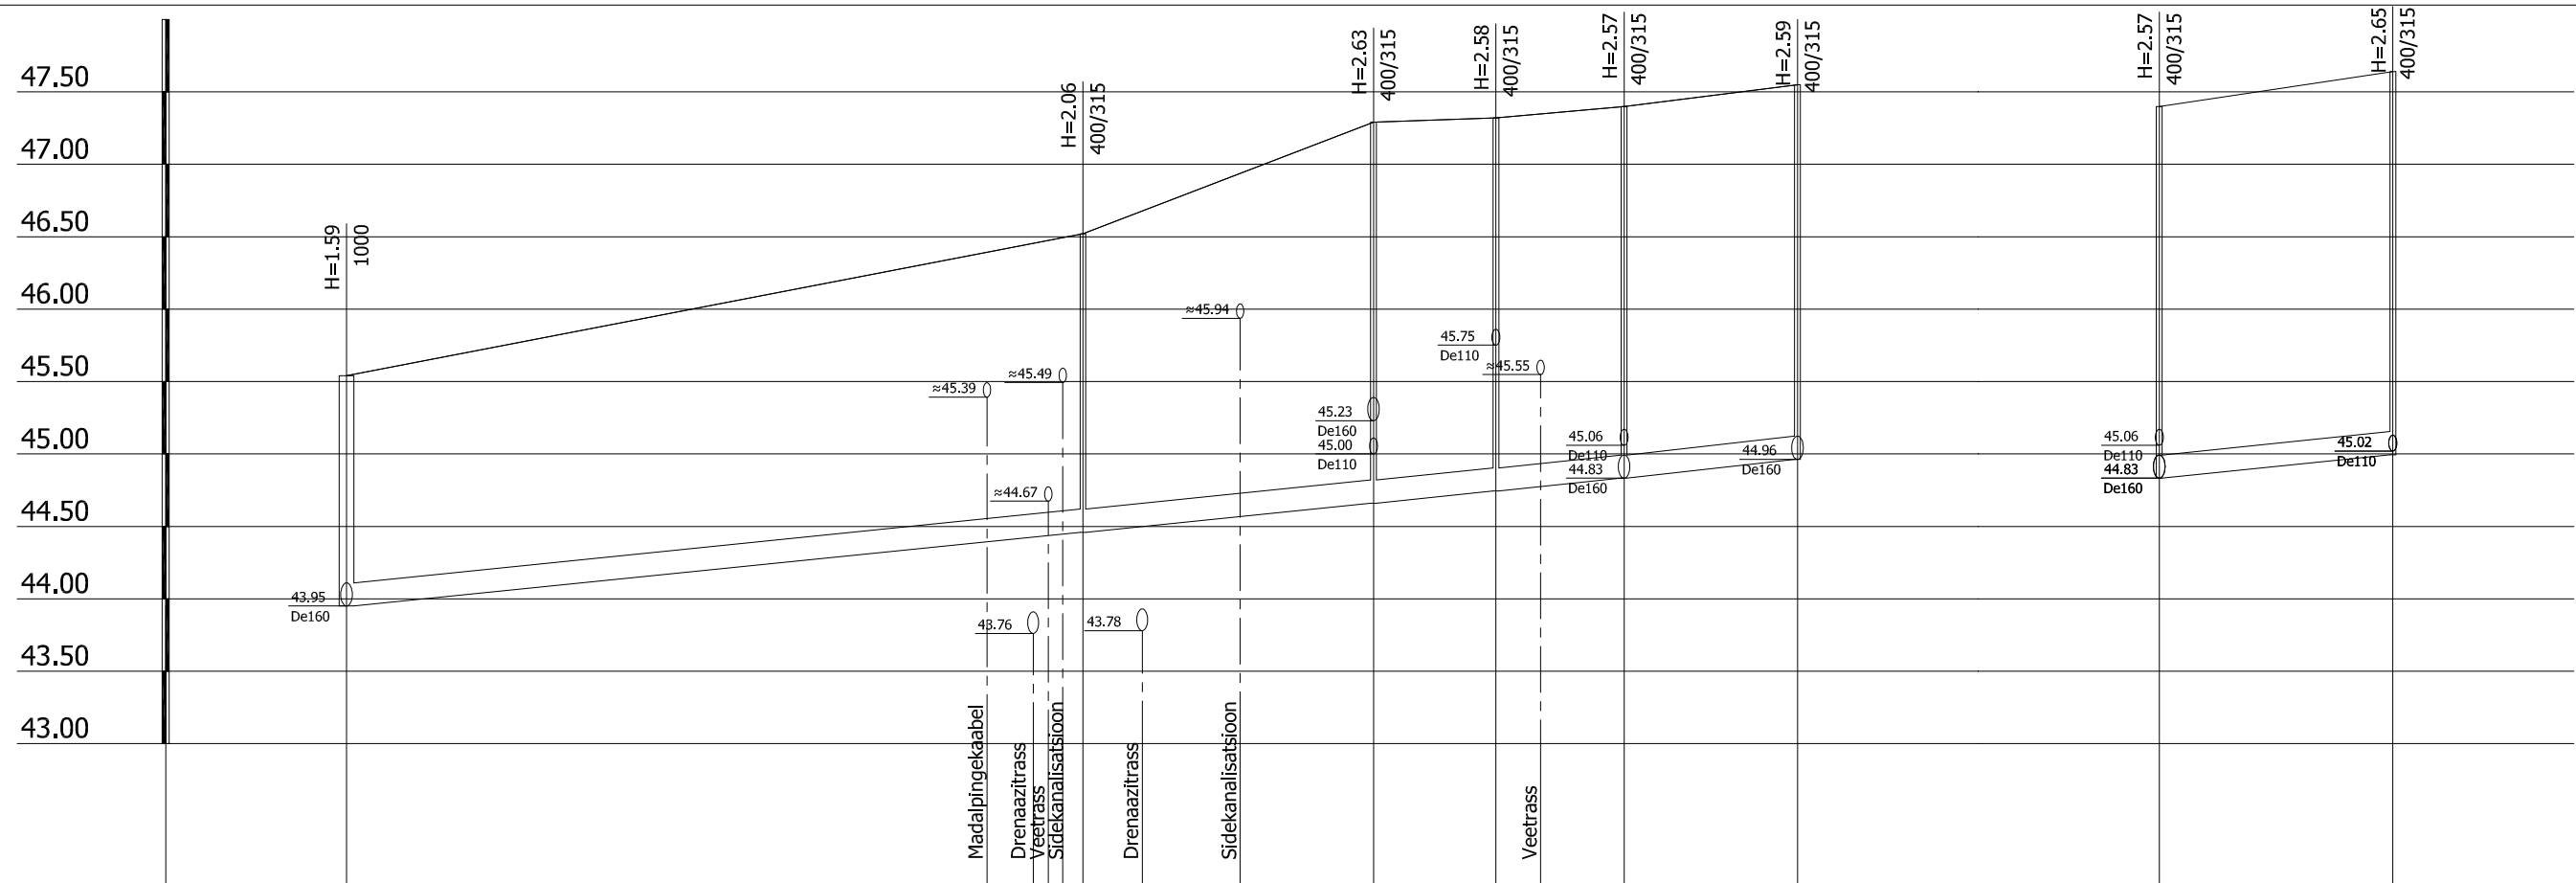 47.50
47.00
46.50
46.00
45.50
45.00
44.50
44.00
43.50
43.00
H=1.59
1000
43.95
De160
≈45.39
Madalpingekaabel
43.76
Drenaazitrass
≈44.67
Veetrass
≈45.49
Sidekanalisatsioon
H=2.06
400/315
43.78
Drenaazitrass
≈45.94
Sidekanalisatsioon
H=2.63
400/315
45.23
De160
45.00
De110
H=2.58
400/315
45.75
De110
≈45.55
Veetrass
H=2.57
400/315
45.06
De110
44.83
De160
H=2.59
400/315
44.96
De160
H=2.57
400/315
45.06
De110
44.83
De160
H=2.65
400/315
45.02
De110